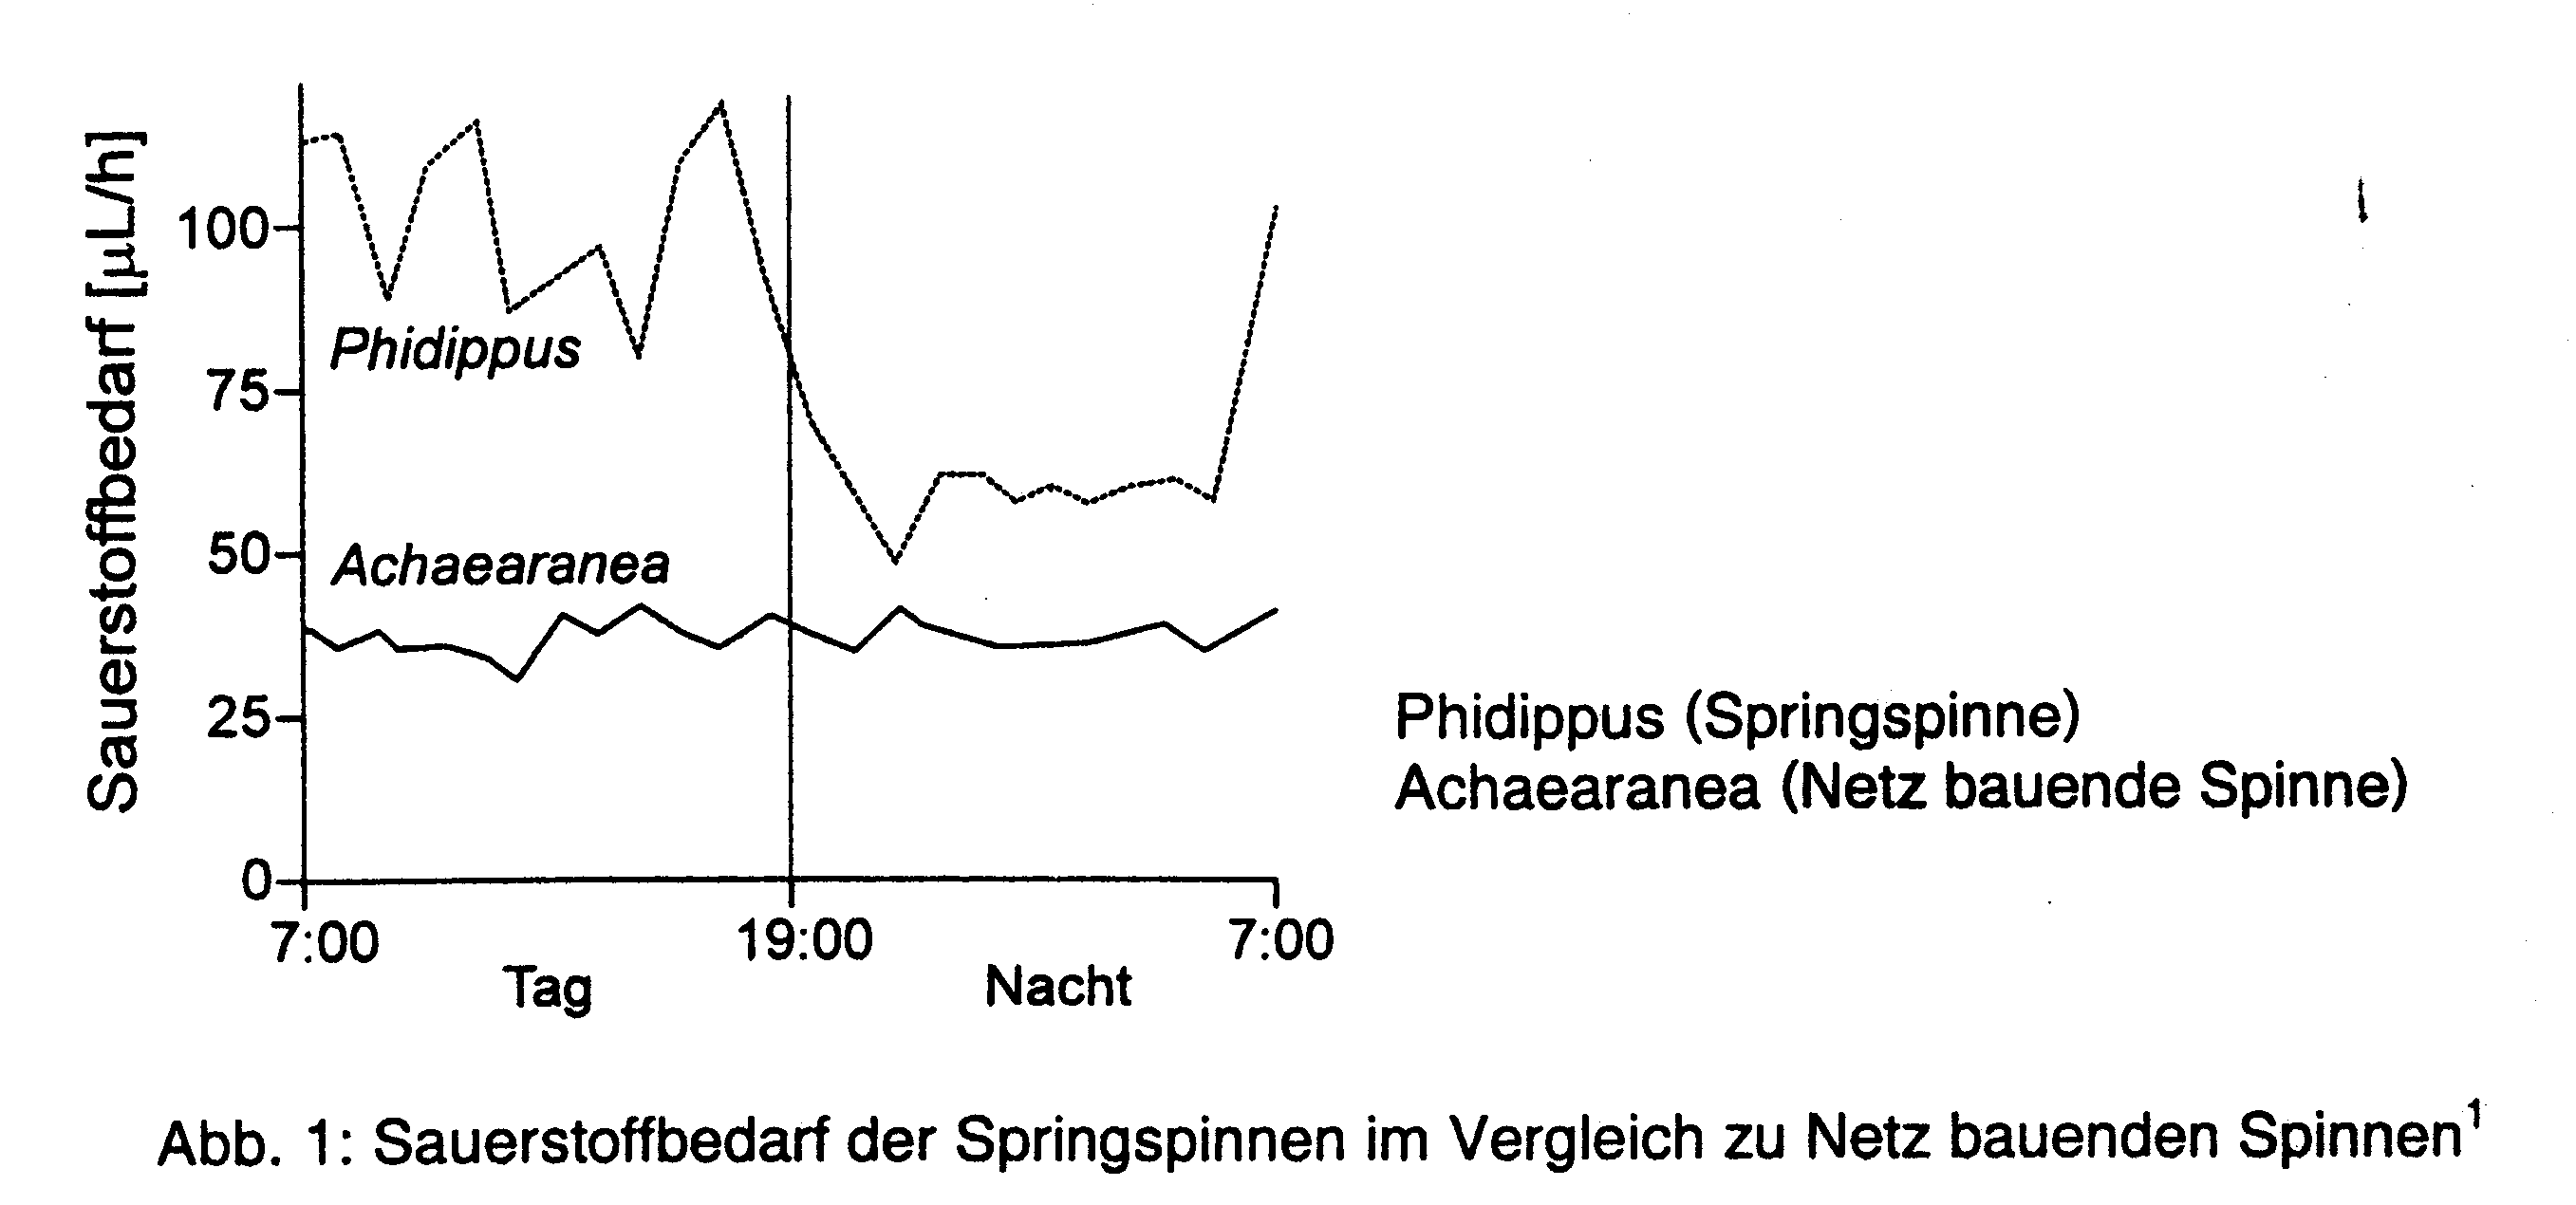 Sauerstoffbedarf [µL/h]
100
75
50
25
0
Phidippus
Achaearanea
7:00
19:00
7:00
Tag
Nacht
Phidippus (Springspinne)
Achaearanea (Netz bauende Spinne)
Abb. 1: Sauerstoffbedarf der Springspinnen im Vergleich zu Netz bauenden Spinnen¹